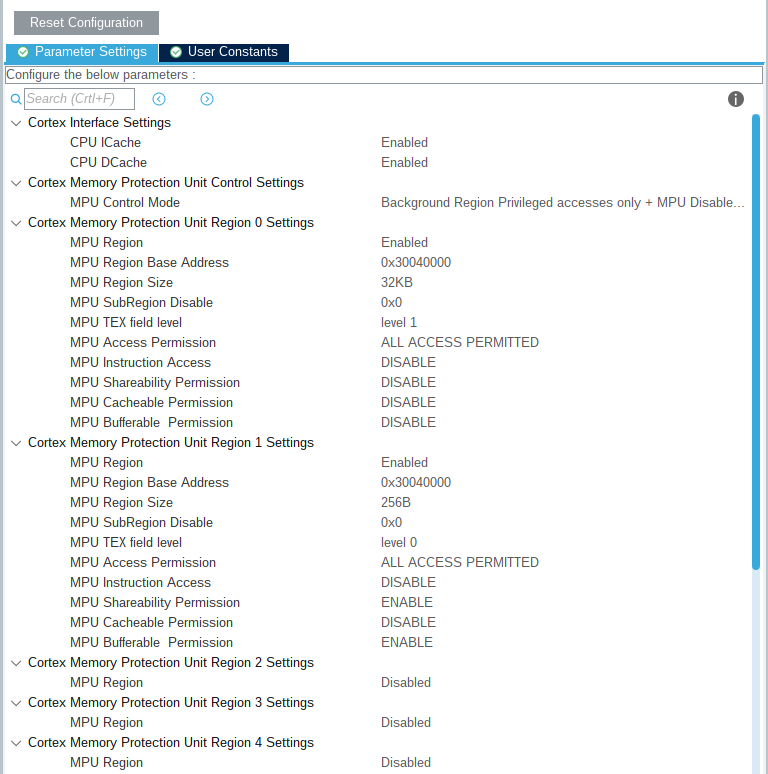 Reset Configuration
Parameter Settings User Constants
Configure the below parameters :
Search (Crtl+F)
Cortex Interface Settings
CPU ICache Enabled
CPU DCache Enabled
Cortex Memory Protection Unit Control Settings
MPU Control Mode Background Region Privileged accesses only + MPU Disable...
Cortex Memory Protection Unit Region 0 Settings
MPU Region Enabled
MPU Region Base Address 0x30040000
MPU Region Size 32KB
MPU SubRegion Disable 0x0
MPU TEX field level level 1
MPU Access Permission ALL ACCESS PERMITTED
MPU Instruction Access DISABLE
MPU Shareability Permission DISABLE
MPU Cacheable Permission DISABLE
MPU Bufferable  Permission DISABLE
Cortex Memory Protection Unit Region 1 Settings
MPU Region Enabled
MPU Region Base Address 0x30040000
MPU Region Size 256B
MPU SubRegion Disable 0x0
MPU TEX field level level 0
MPU Access Permission ALL ACCESS PERMITTED
MPU Instruction Access DISABLE
MPU Shareability Permission ENABLE
MPU Cacheable Permission DISABLE
MPU Bufferable  Permission ENABLE
Cortex Memory Protection Unit Region 2 Settings
MPU Region Disabled
Cortex Memory Protection Unit Region 3 Settings
MPU Region Disabled
Cortex Memory Protection Unit Region 4 Settings
MPU Region Disabled